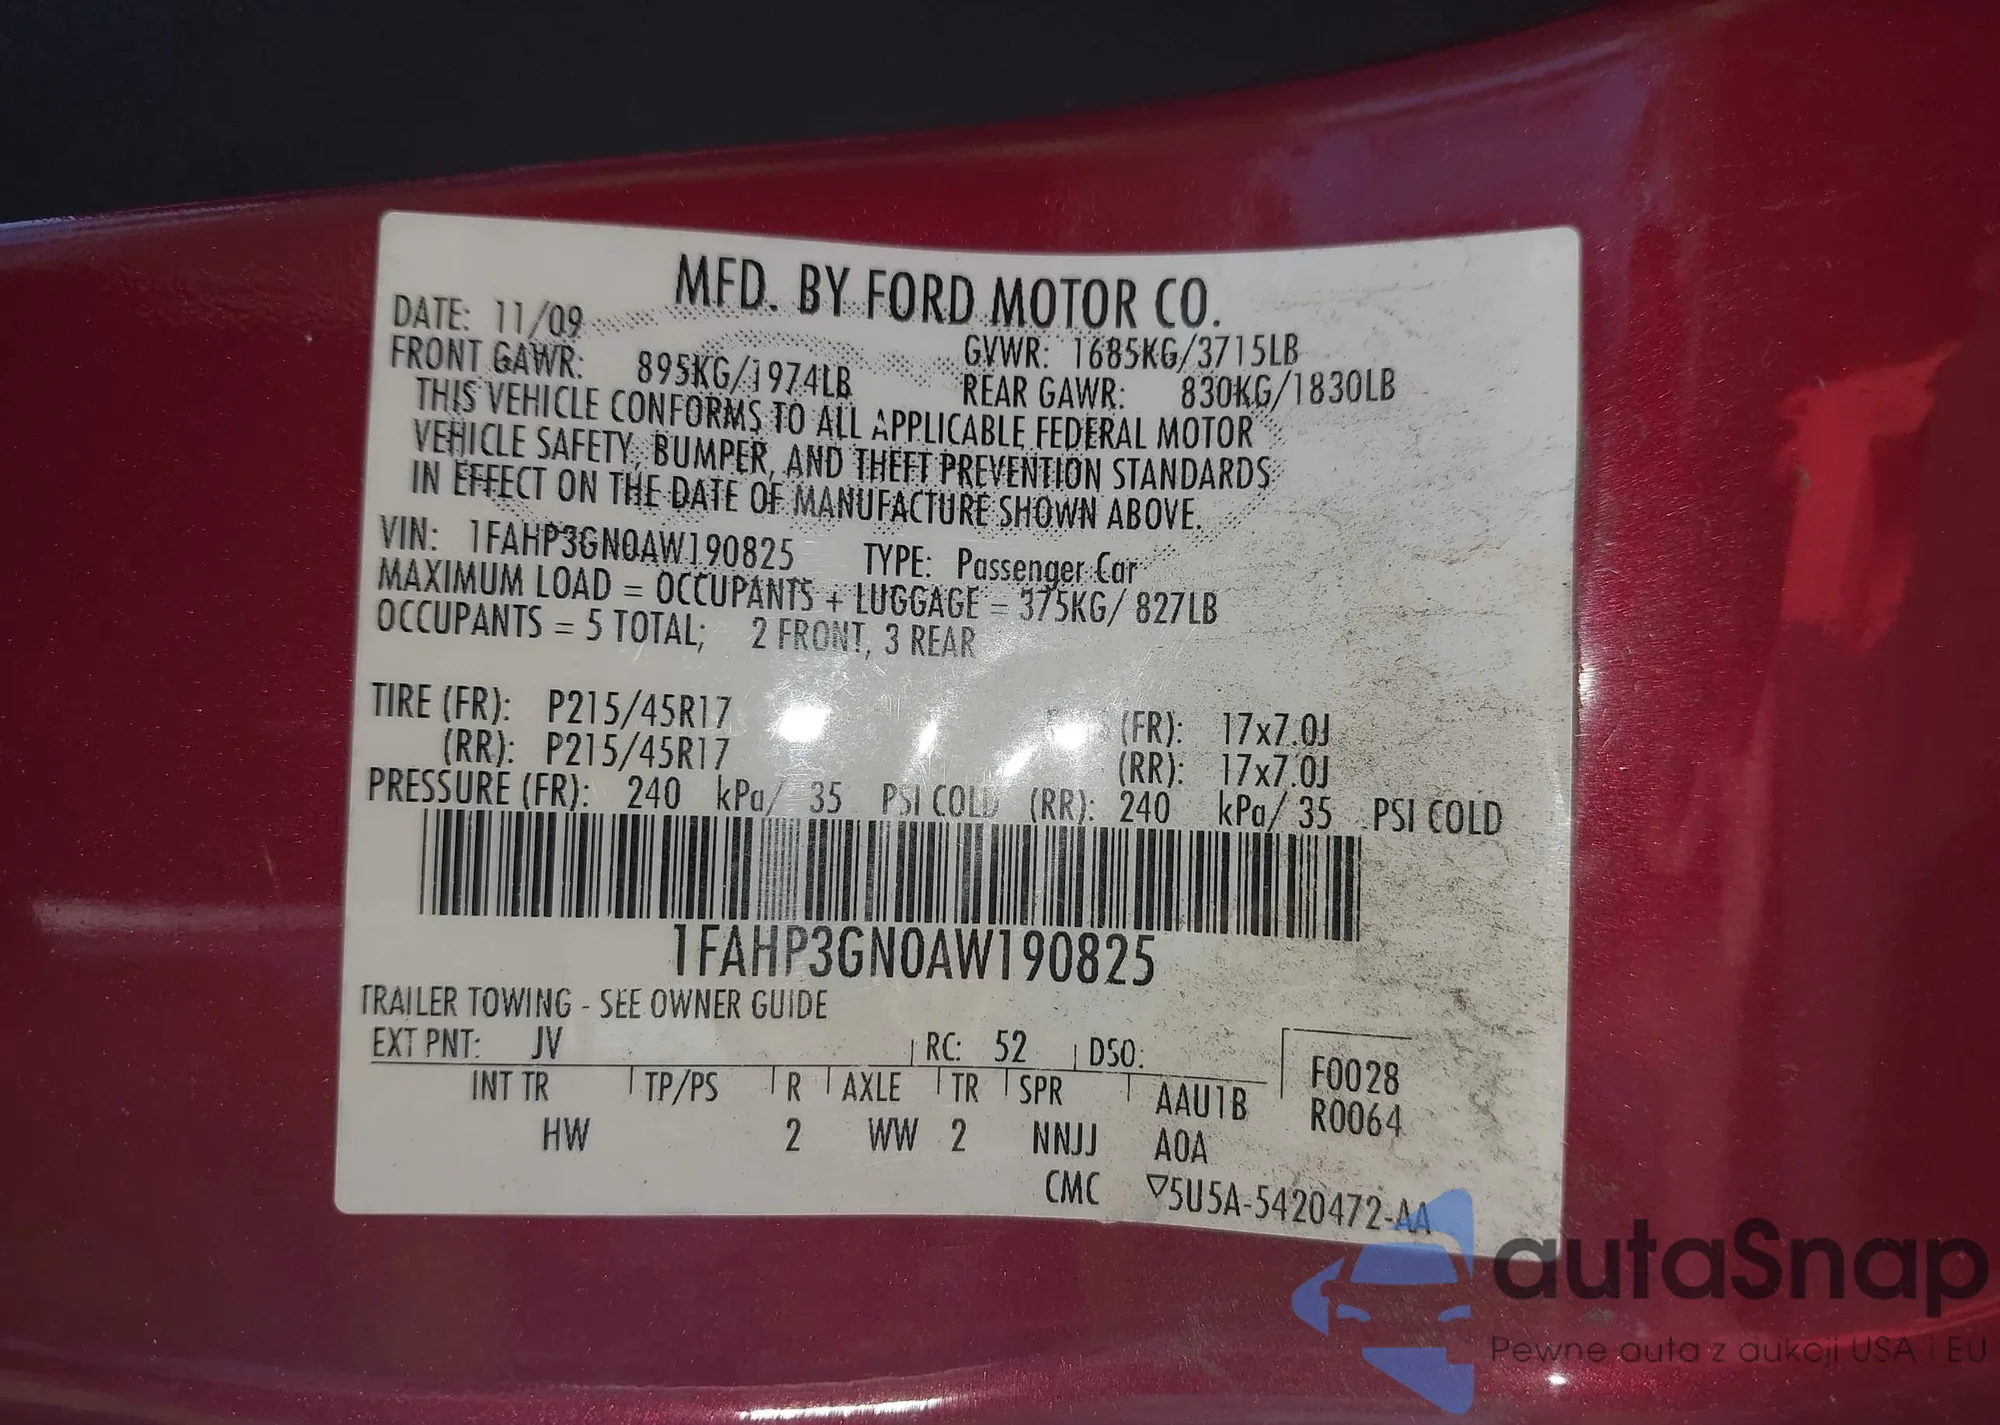 MFD. BY FORD MOTOR CO.
DATE: 11/09
GVWR: 1685KG/3715LB
FRONT GAWR: 895KG/1974LB
REAR GAWR: 830KG/1830LB
THIS VEHICLE CONFORMS TO ALL APPLICABLE FEDERAL MOTOR
VEHICLE SAFETY, BUMPER, AND THEFT PREVENTION STANDARDS
IN EFFECT ON THE DATE OF MANUFACTURE SHOWN ABOVE.
VIN: 1FAHP3GN0AW190825 TYPE: Passenger Car
MAXIMUM LOAD = OCCUPANTS + LUGGAGE = 375KG/ 827LB
OCCUPANTS = 5 TOTAL; 2 FRONT, 3 REAR
TIRE (FR): P215/45R17 (FR): 17x7.0J
(RR): P215/45R17 (RR): 17x7.0J
PRESSURE (FR): 240 kPa/ 35 PSI COLD (RR): 240 kPa/ 35 PSI COLD
1FAHP3GN0AW190825
TRAILER TOWING - SEE OWNER GUIDE
EXT PNT: JV RC: 52 DSO:
F0028
INT TR TP/PS R AXLE TR SPR AAU1B
R0064
HW 2 WW 2 NNJJ A0A
CMC ▽5U5A-5420472-AA
autaSnap
Pewne auta z aukcji USA i EU